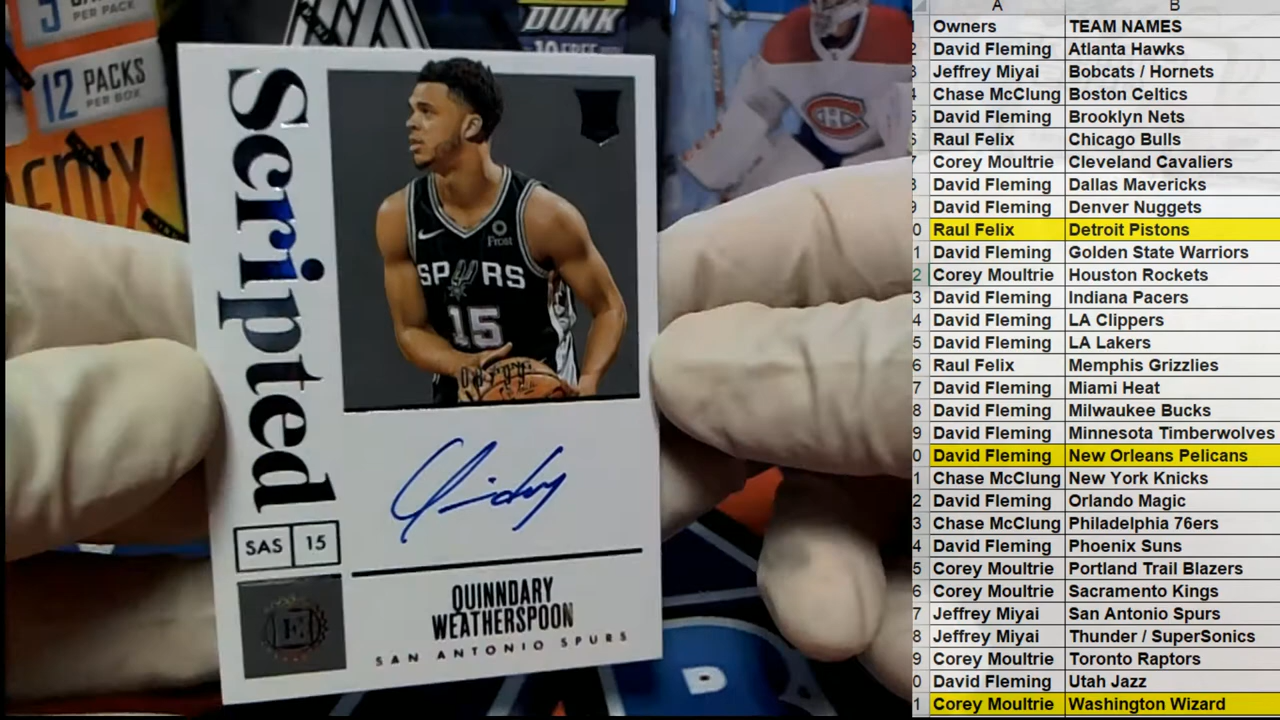 12 PACKS
PER BOX
DUNK
Scripted
Frost
SPURS
15
SAS 15
E
QUINNDARY
WEATHERSPOON
SAN ANTONIO SPURS
A B
Owners TEAM NAMES
David Fleming Atlanta Hawks
Jeffrey Miyai Bobcats / Hornets
Chase McClung Boston Celtics
David Fleming Brooklyn Nets
Raul Felix Chicago Bulls
Corey Moultrie Cleveland Cavaliers
David Fleming Dallas Mavericks
David Fleming Denver Nuggets
Raul Felix Detroit Pistons
David Fleming Golden State Warriors
Corey Moultrie Houston Rockets
David Fleming Indiana Pacers
David Fleming LA Clippers
David Fleming LA Lakers
Raul Felix Memphis Grizzlies
David Fleming Miami Heat
David Fleming Milwaukee Bucks
David Fleming Minnesota Timberwolves
David Fleming New Orleans Pelicans
Chase McClung New York Knicks
David Fleming Orlando Magic
Chase McClung Philadelphia 76ers
David Fleming Phoenix Suns
Corey Moultrie Portland Trail Blazers
Corey Moultrie Sacramento Kings
Jeffrey Miyai San Antonio Spurs
Jeffrey Miyai Thunder / SuperSonics
Corey Moultrie Toronto Raptors
David Fleming Utah Jazz
Corey Moultrie Washington Wizard